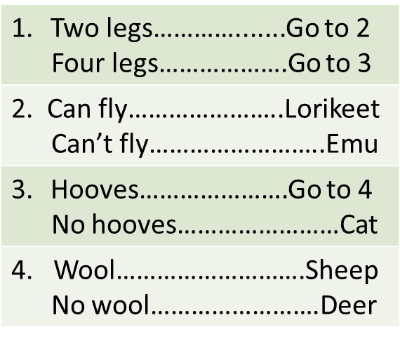 1. Two legs.....................Go to 2
Four legs...................Go to 3
2. Can fly.......................Lorikeet
Can’t fly..........................Emu
3. Hooves......................Go to 4
No hooves........................Cat
4. Wool............................Sheep
No wool.........................Deer